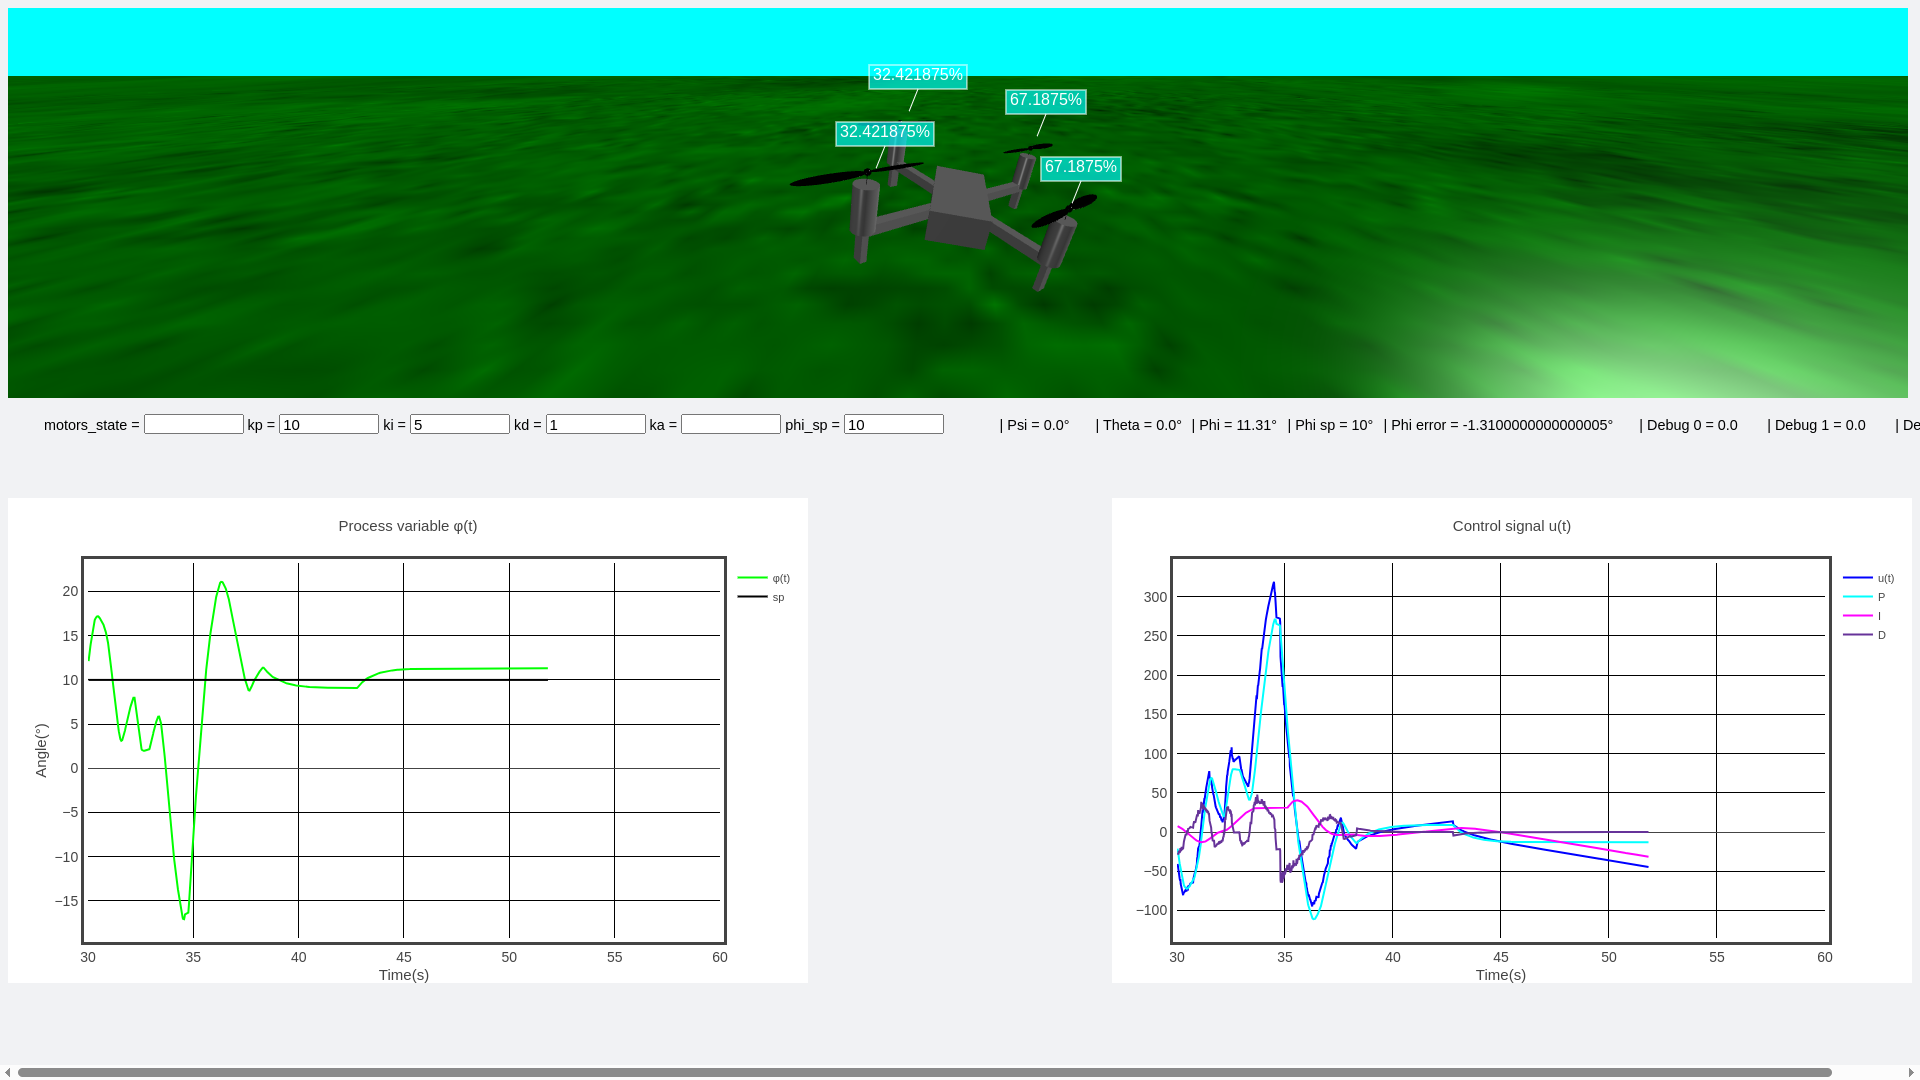 32.421875%
67.1875%
32.421875%
67.1875%
motors_state = kp = 10 ki = 5 kd = 1 ka = phi_sp = 10 | Psi = 0.0° | Theta = 0.0° | Phi = 11.31° | Phi sp = 10° | Phi error = -1.3100000000000005° | Debug 0 = 0.0 | Debug 1 = 0.0 | De
Process variable φ(t)
φ(t)
sp
20
15
10
5
0
−5
−10
−15
Angle(°)
30 35 40 45 50 55 60
Time(s)
Control signal u(t)
u(t)
P
I
D
300
250
200
150
100
50
0
−50
−100
30 35 40 45 50 55 60
Time(s)